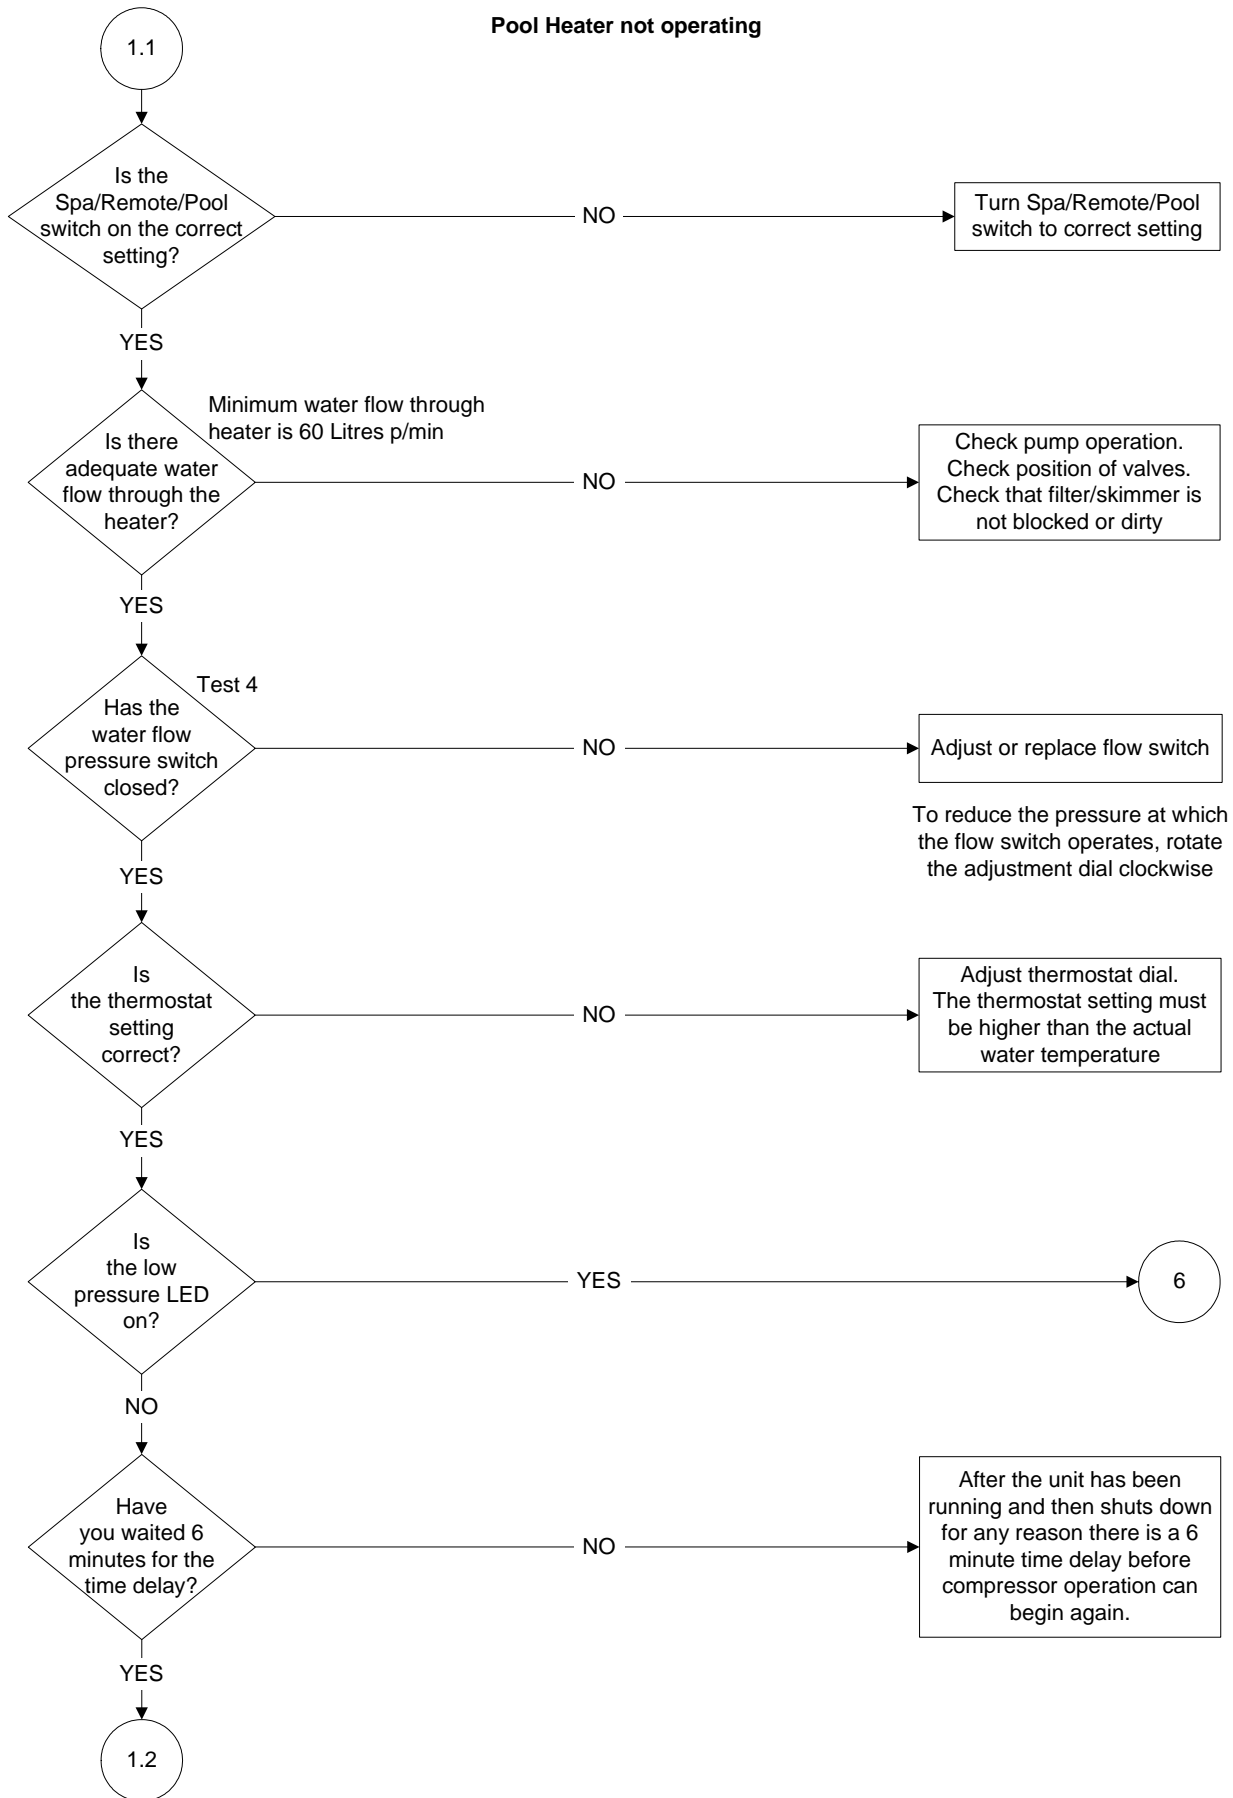 Pool Heater not operating
1.1
Is the
Spa/Remote/Pool
switch on the correct
setting?
NO
Turn Spa/Remote/Pool
switch to correct setting
YES
Minimum water flow through
heater is 60 Litres p/min
Is there
adequate water
flow through the
heater?
NO
Check pump operation.
Check position of valves.
Check that filter/skimmer is
not blocked or dirty
YES
Test 4
Has the
water flow
pressure switch
closed?
NO
Adjust or replace flow switch
To reduce the pressure at which
the flow switch operates, rotate
the adjustment dial clockwise
YES
Is
the thermostat
setting
correct?
NO
Adjust thermostat dial.
The thermostat setting must
be higher than the actual
water temperature
YES
Is
the low
pressure LED
on?
YES
6
NO
Have
you waited 6
minutes for the
time delay?
NO
After the unit has been
running and then shuts down
for any reason there is a 6
minute time delay before
compressor operation can
begin again.
YES
1.2